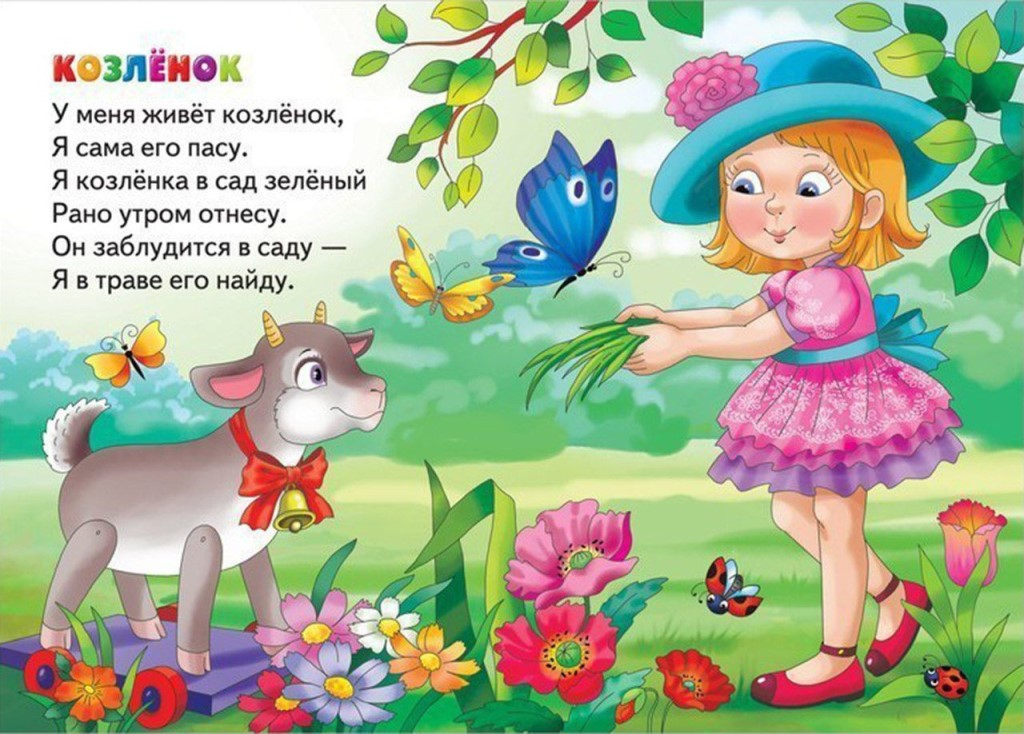 КОЗЛЁНОК
У меня живёт козлёнок,
Я сама его пасу.
Я козлёнка в сад зелёный
Рано утром отнесу.
Он заблудится в саду —
Я в траве его найду.